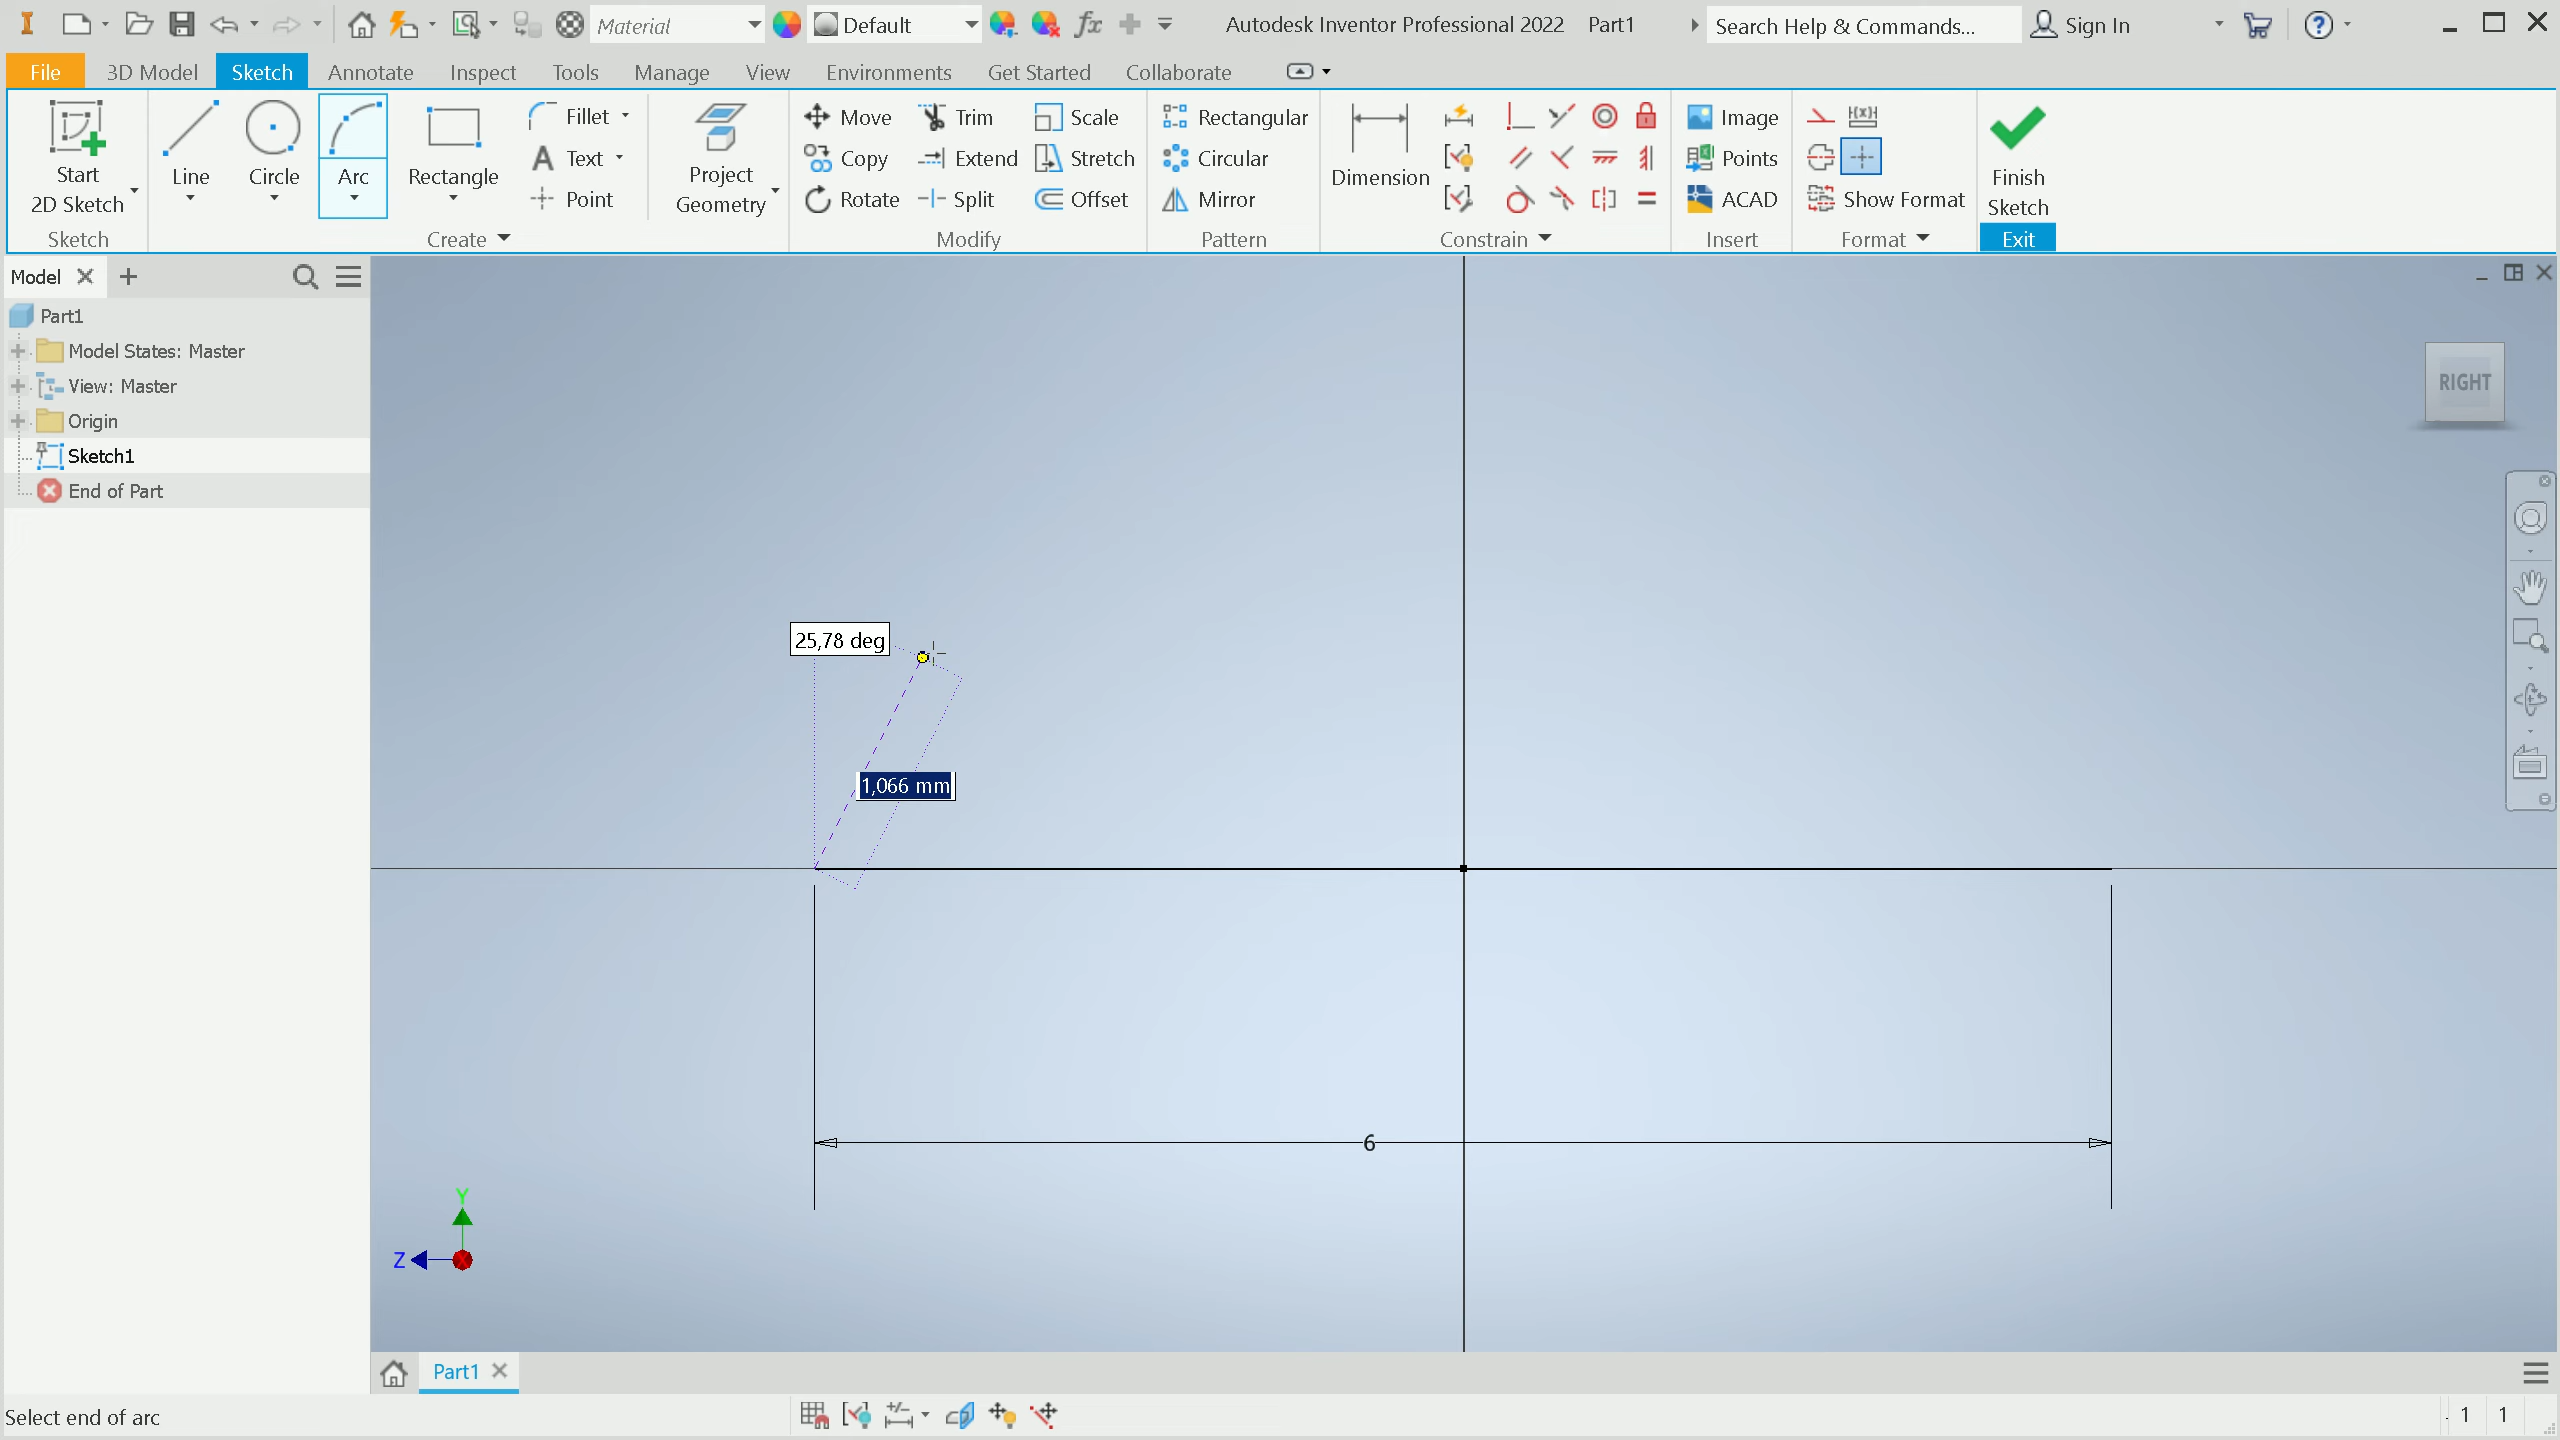 Material
Default
fx
Autodesk Inventor Professional 2022 Part1
Search Help & Commands...
Sign In
File
3D Model
Sketch
Annotate
Inspect
Tools
Manage
View
Environments
Get Started
Collaborate
Start
2D Sketch
Line
Circle
Arc
Rectangle
Fillet
Text
Point
Project
Geometry
Move
Copy
Rotate
Trim
Extend
Split
Scale
Stretch
Offset
Rectangular
Circular
Mirror
Dimension
Image
Points
ACAD
Show Format
Finish
Sketch
Sketch
Create
Modify
Pattern
Constrain
Insert
Format
Exit
Model
Part1
Model States: Master
View: Master
Origin
Sketch1
End of Part
RIGHT
25,78 deg
1,066 mm
6
Y
Z
Part1
Select end of arc
1 1